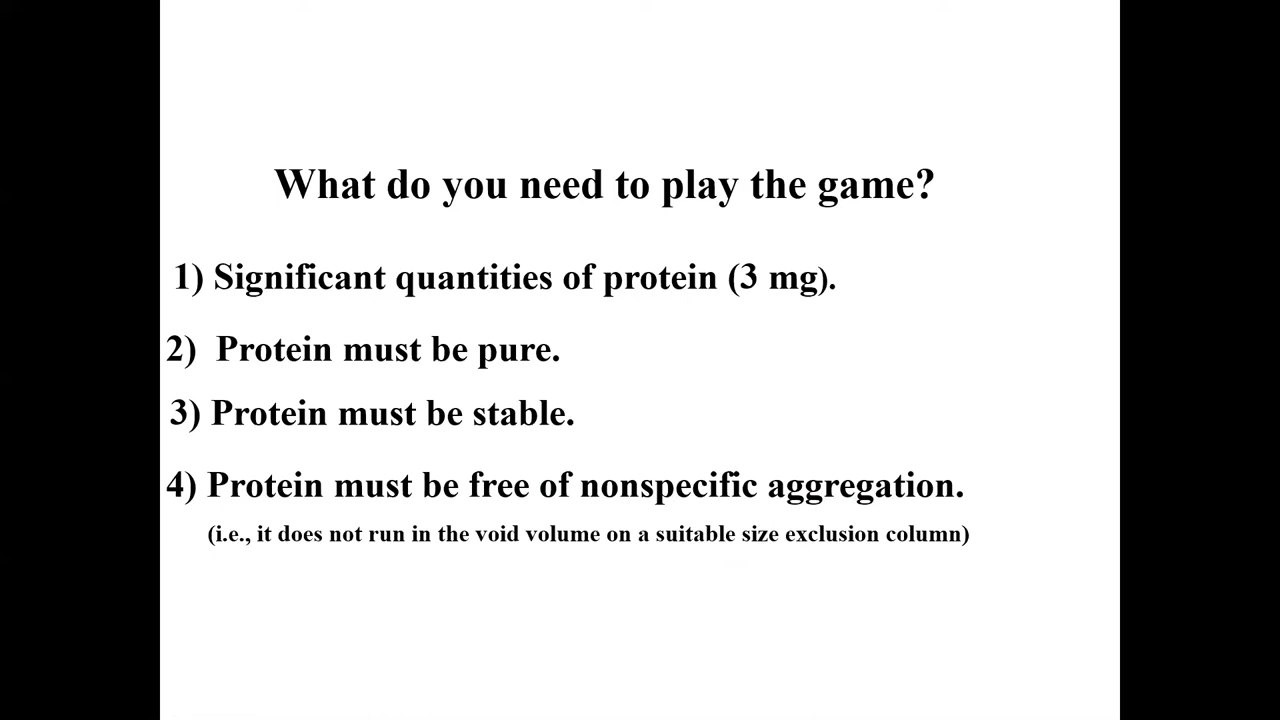 What do you need to play the game?
1) Significant quantities of protein (3 mg).
2) Protein must be pure.
3) Protein must be stable.
4) Protein must be free of nonspecific aggregation.
(i.e., it does not run in the void volume on a suitable size exclusion column)